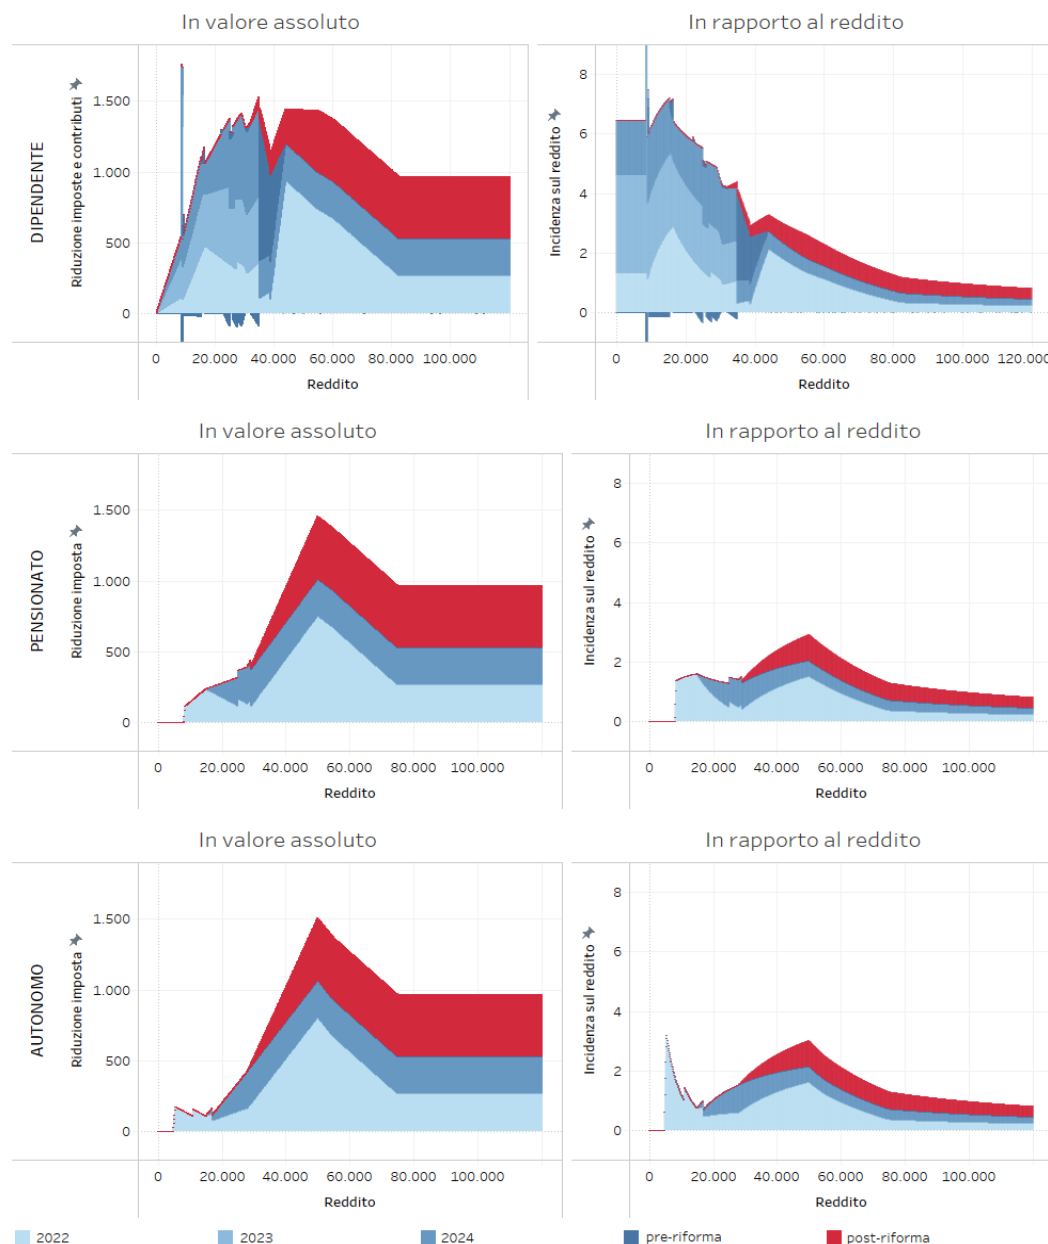 In valore assoluto
In rapporto al reddito
DIPENDENTE
Riduzione imposte e contributi
1.500
1.000
500
0
0 20.000 40.000 60.000 80.000 100.000
Reddito
Incidenza sul reddito
8
6
4
2
0
0 20.000 40.000 60.000 80.000 100.000 120.000
Reddito
In valore assoluto
In rapporto al reddito
PENSIONATO
Riduzione imposta
1.500
1.000
500
0
0 20.000 40.000 60.000 80.000 100.000
Reddito
Incidenza sul reddito
8
6
4
2
0
0 20.000 40.000 60.000 80.000 100.000
Reddito
In valore assoluto
In rapporto al reddito
AUTONOMO
Riduzione imposta
1.500
1.000
500
0
0 20.000 40.000 60.000 80.000 100.000
Reddito
Incidenza sul reddito
8
6
4
2
0
0 20.000 40.000 60.000 80.000 100.000
Reddito
2022 2023 2024 pre-riforma post-riforma